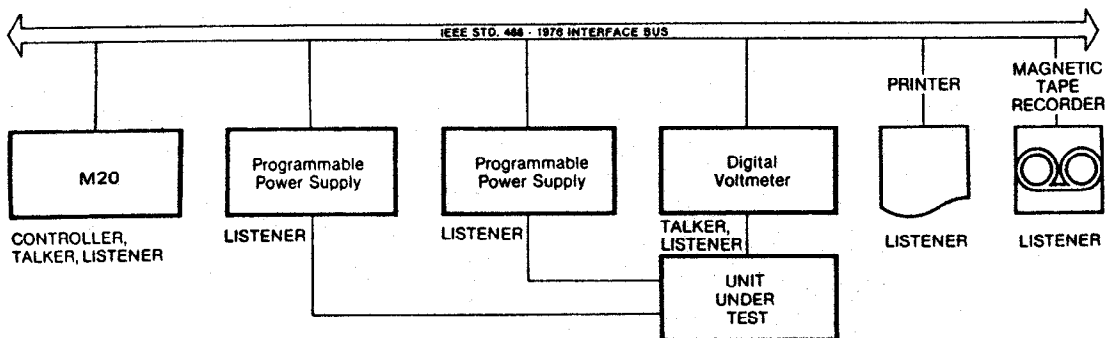 IEEE STD. 488 - 1978 INTERFACE BUS
PRINTER
MAGNETIC
TAPE
RECORDER
M20
Programmable
Power Supply
Programmable
Power Supply
Digital
Voltmeter
CONTROLLER,
TALKER, LISTENER
LISTENER
LISTENER
TALKER,
LISTENER
LISTENER
LISTENER
UNIT
UNDER
TEST